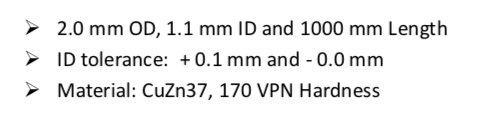 ➢ 2.0 mm OD, 1.1 mm ID and 1000 mm Length
➢ ID tolerance: + 0.1 mm and - 0.0 mm
➢ Material: CuZn37, 170 VPN Hardness